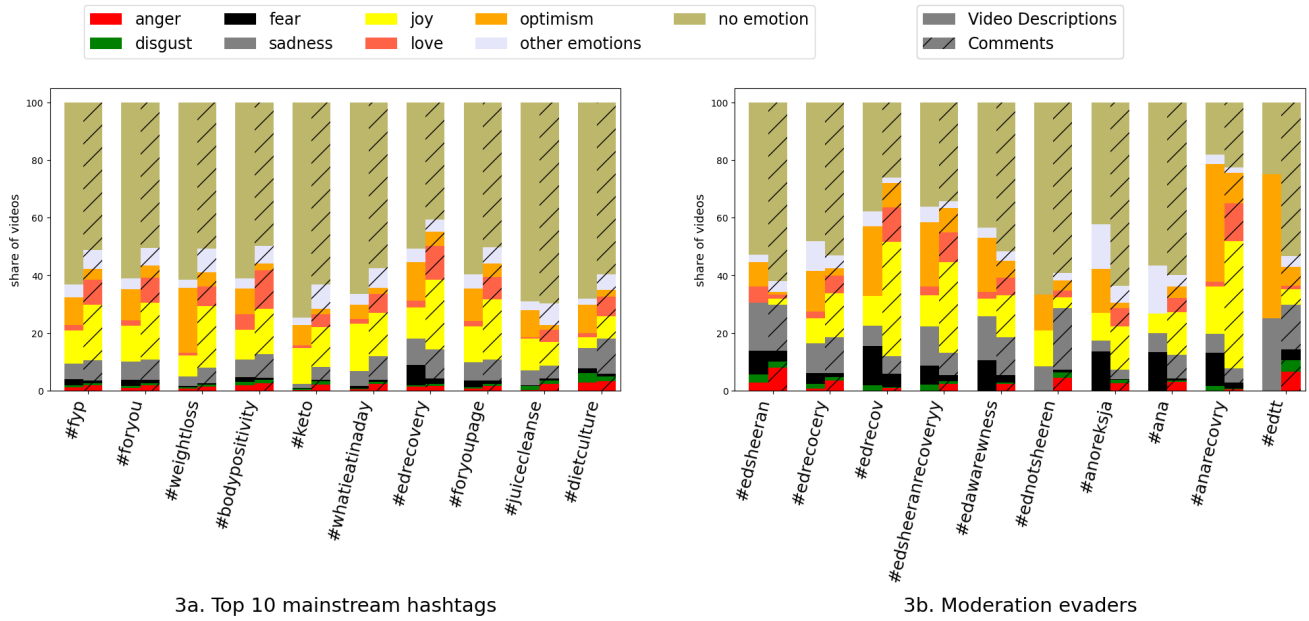 anger
fear
joy
optimism
no emotion
disgust
sadness
love
other emotions
Video Descriptions
Comments
share of videos
100
80
60
40
20
0
#fyp
#foryou
#weightloss
#bodypositivity
#keto
#whatieatinaday
#edrecovery
#foryoupage
#juicecleanse
#dietculture
3a. Top 10 mainstream hashtags
share of videos
100
80
60
40
20
0
#edsheeran
#edrecocery
#edrecov
#edsheeranrecoveryy
#edawarewness
#ednotsheeren
#anoreksja
#ana
#anarecovry
#edtt
3b. Moderation evaders